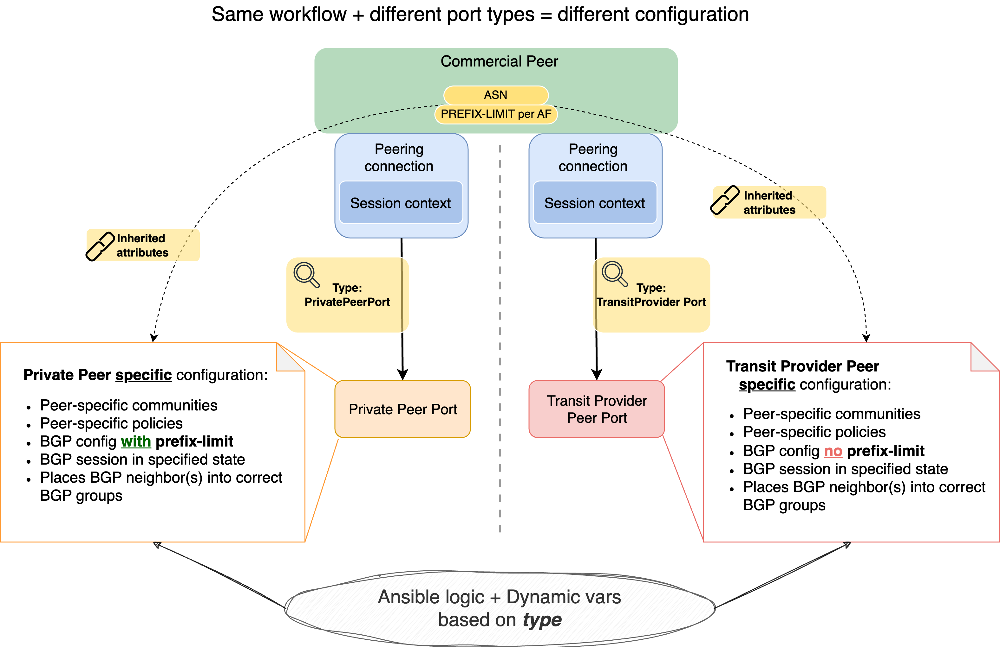 Same workflow + different port types = different configuration
Commercial Peer
ASN
PREFIX-LIMIT per AF
Peering
connection
Session context
Peering
connection
Session context
Inherited
attributes
Inherited
attributes
Type:
PrivatePeerPort
Type:
TransitProvider Port
Private Peer specific configuration:
• Peer-specific communities
• Peer-specific policies
• BGP config with prefix-limit
• BGP session in specified state
• Places BGP neighbor(s) into correct
BGP groups
Private Peer Port
Transit Provider
Peer Port
Transit Provider Peer
specific configuration:
• Peer-specific communities
• Peer-specific policies
• BGP config no prefix-limit
• BGP session in specified state
• Places BGP neighbor(s) into correct
BGP groups
Ansible logic + Dynamic vars
based on type